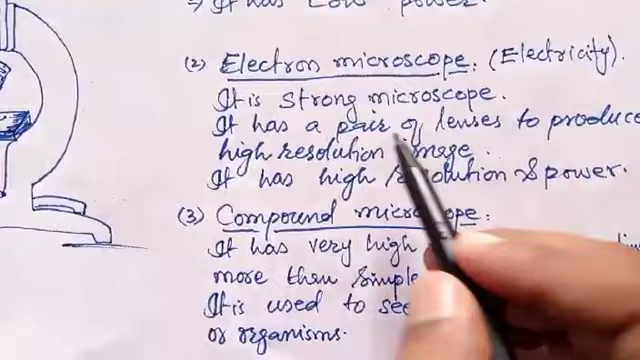 → It has Low power.
(2) Electron microscope: (Electricity).
It is strong microscope.
It has a pair of lenses to produce
high resolution image.
It has high resolution & power.
(3) Compound microscope:
It has very high
more then simple
It is used to see
or organisms.